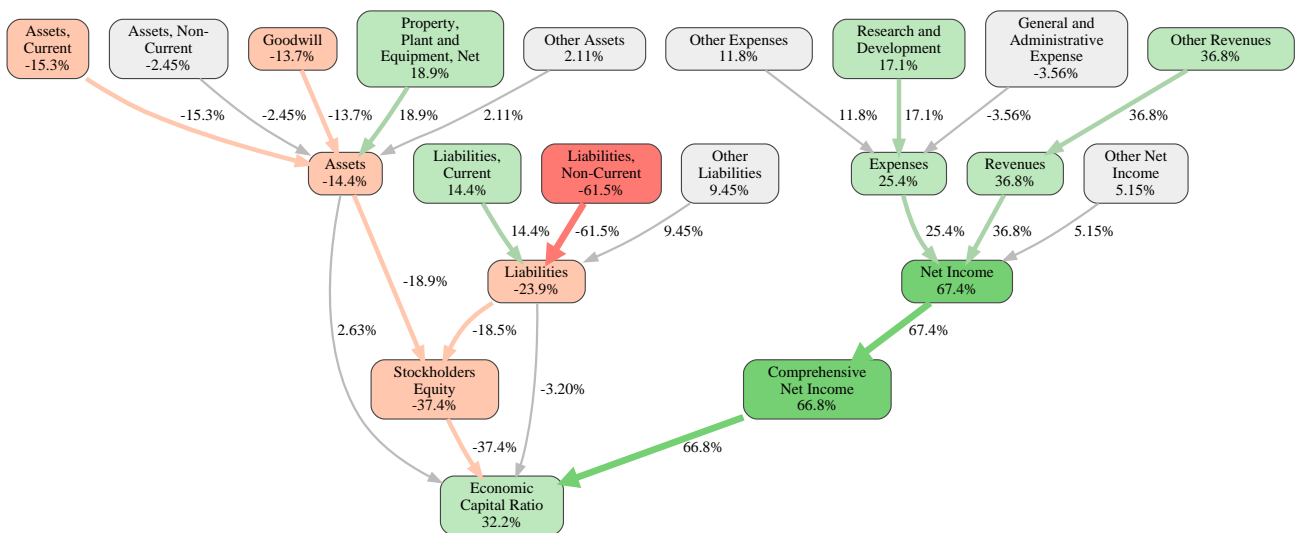 Assets,
Current
-15.3%
Assets, Non-
Current
-2.45%
Goodwill
-13.7%
Property,
Plant and
Equipment, Net
18.9%
Other Assets
2.11%
Other Expenses
11.8%
Research and
Development
17.1%
General and
Administrative
Expense
-3.56%
Other Revenues
36.8%
-15.3%
-2.45%
-13.7%
18.9%
2.11%
11.8%
17.1%
-3.56%
36.8%
Assets
-14.4%
Liabilities,
Current
14.4%
Liabilities,
Non-Current
-61.5%
Other
Liabilities
9.45%
Expenses
25.4%
Revenues
36.8%
Other Net
Income
5.15%
14.4%
-61.5%
9.45%
25.4%
36.8%
5.15%
-18.9%
Liabilities
-23.9%
Net Income
67.4%
2.63%
-18.5%
67.4%
Stockholders
Equity
-37.4%
-3.20%
Comprehensive
Net Income
66.8%
-37.4%
66.8%
Economic
Capital Ratio
32.2%